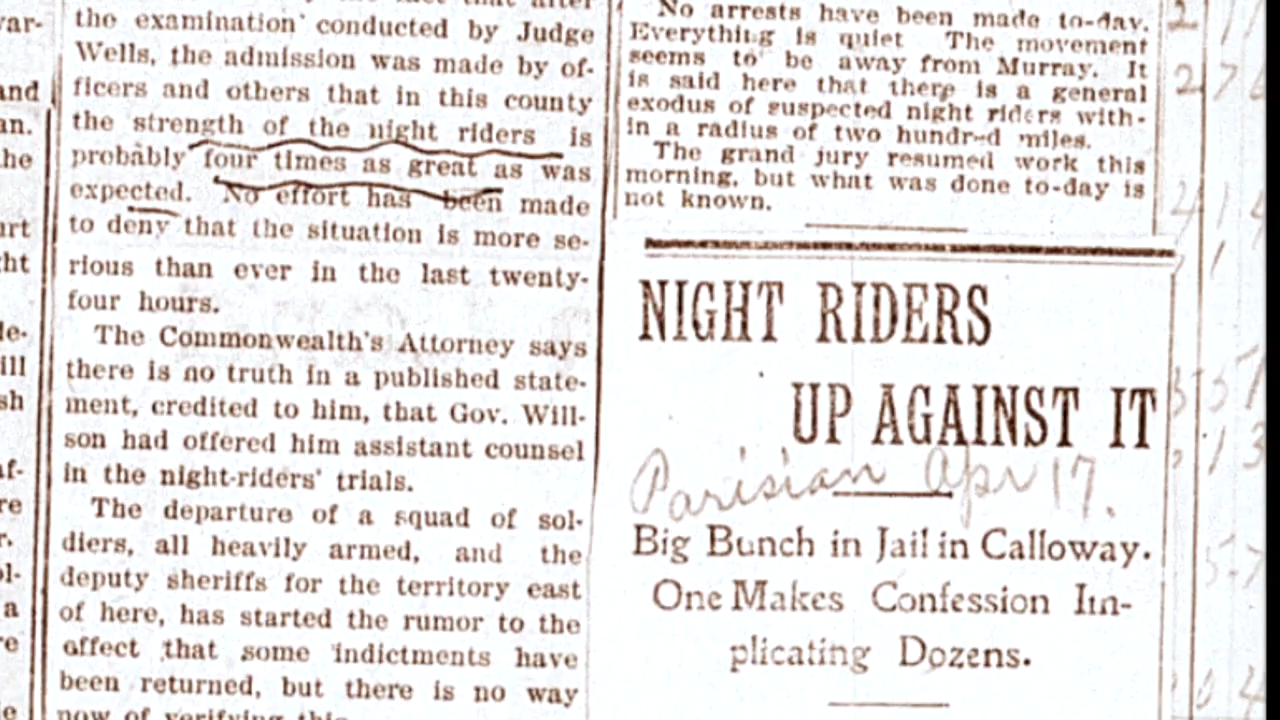 the examination conducted by Judge
Wells, the admission was made by of-
ficers and others that in this county
the strength of the night riders is
probably four times as great as was
expected. No effort has been made
to deny that the situation is more se-
rious than ever in the last twenty-
four hours.
The Commonwealth's Attorney says
there is no truth in a published state-
ment, credited to him, that Gov. Will-
son had offered him assistant counsel
in the night-riders' trials.
The departure of a squad of sol-
diers, all heavily armed, and the
deputy sheriffs for the territory east
of here, has started the rumor to the
effect that some indictments have
been returned, but there is no way
now of verifying this
No arrests have been made to-day.
Everything is quiet The movement
seems to be away from Murray. It
is said here that there is a general
exodus of suspected night riders with-
in a radius of two hundred miles.
The grand jury resumed work this
morning, but what was done to-day is
not known.
NIGHT RIDERS
UP AGAINST IT
Parisian Apr 17.
Big Bunch in Jail in Calloway.
One Makes Confession Im-
plicating Dozens.